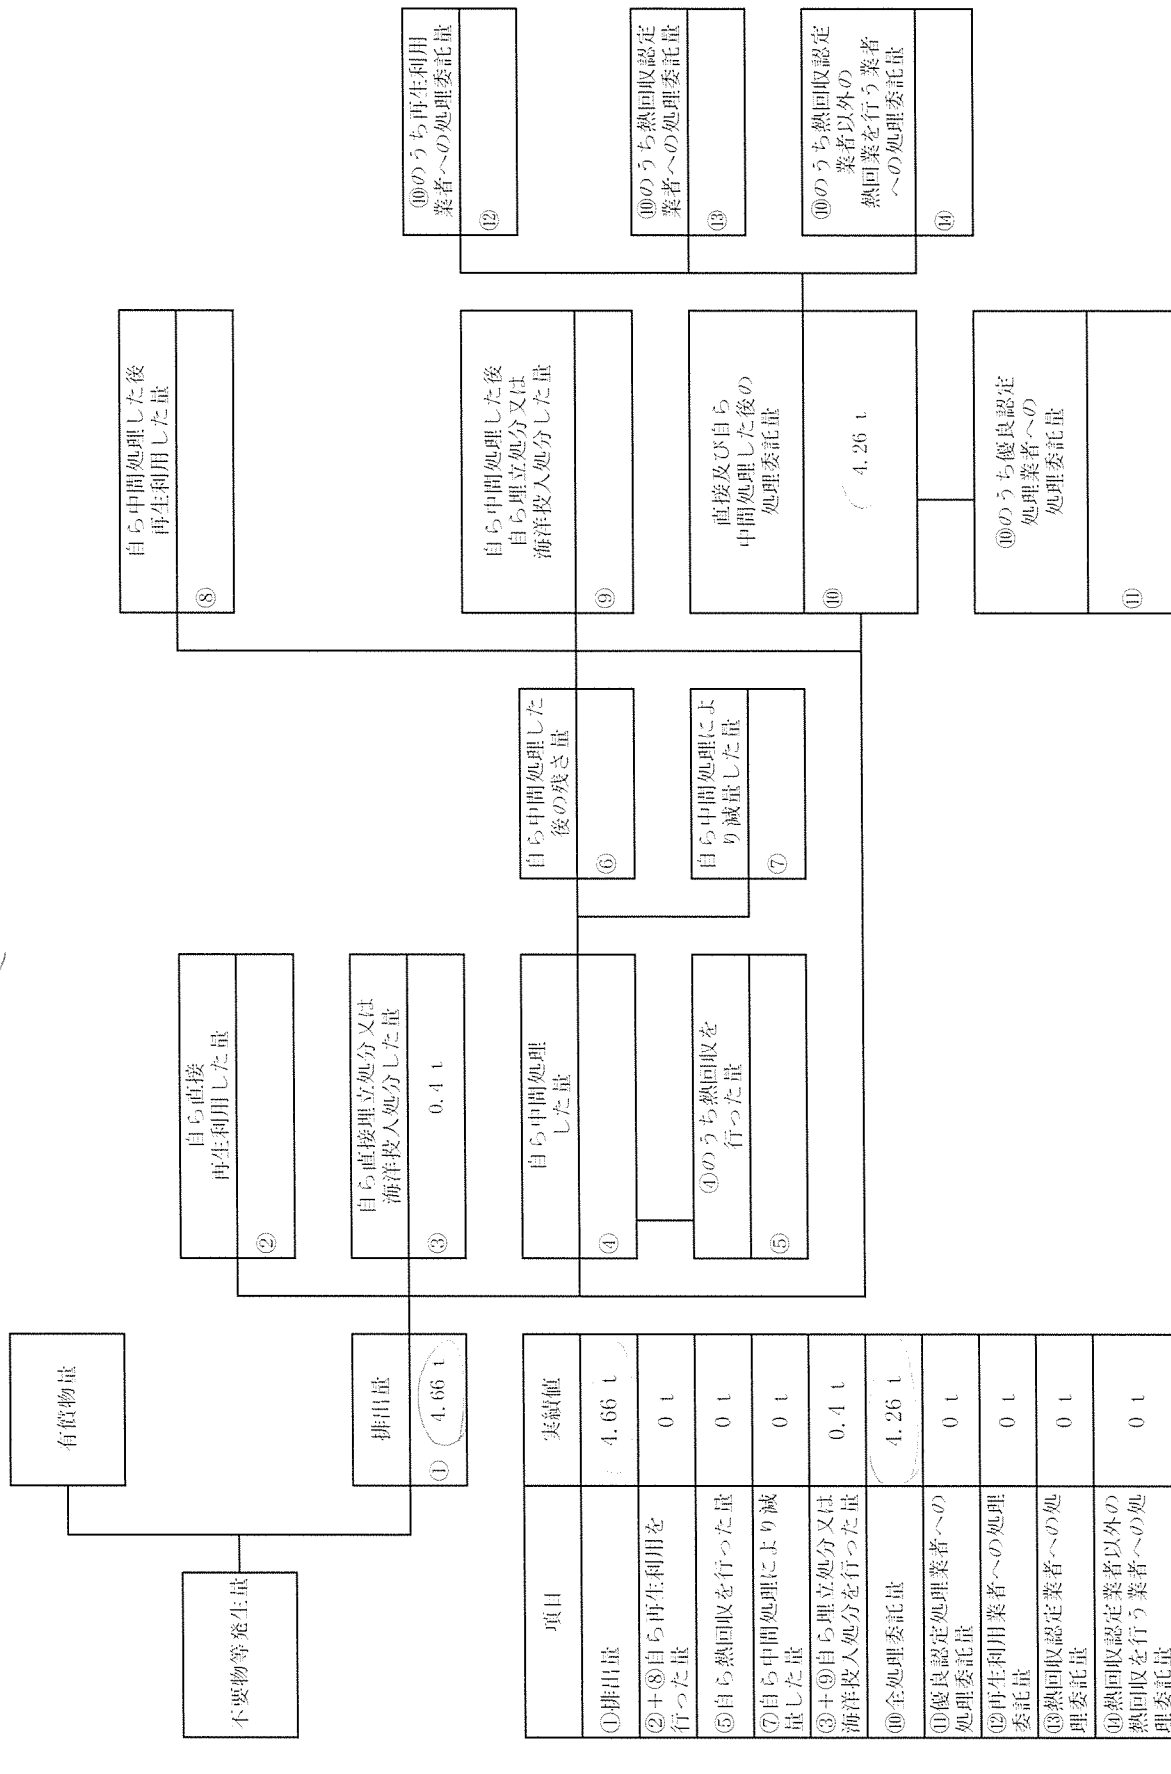 有償物量
不要物等発生量
排出量
① 4.66 t
自ら直接
再生利用した量
②
自ら直接埋立処分又は
海洋投入処分した量
③ 0.4 t
自ら中間処理
した量
④
④のうち熱回収を
行った量
⑤
自ら中間処理した
後の残さ量
⑥
自ら中間処理によ
り減量した量
⑦
自ら中間処理した後
再生利用した量
⑧
自ら中間処理した後
自ら埋立処分又は
海洋投入処分した量
⑨
直接及び自ら
中間処理した後の
処理委託量
⑩ 4.26 t
⑩のうち優良認定
処理業者への
処理委託量
⑪
⑩のうち再生利用
業者への処理委託量
⑫
⑩のうち熱回収認定
業者への処理委託量
⑬
⑩のうち熱回収認定
業者以外の
熱回業を行う業者
への処理委託量
⑭
項目 実績値
①排出量 4.66 t
②+⑧自ら再生利用を
行った量 0 t
⑤自ら熱回収を行った量 0 t
⑦自ら中間処理により減
量した量 0 t
③+⑨自ら埋立処分又は
海洋投入処分を行った量 0.4 t
⑩全処理委託量 4.26 t
⑪優良認定処理業者への
処理委託量 0 t
⑫再生利用業者への処理
委託量 0 t
⑬熱回収認定業者への処
理委託量 0 t
⑭熱回収認定業者以外の
熱回収を行う業者への処
理委託量 0 t